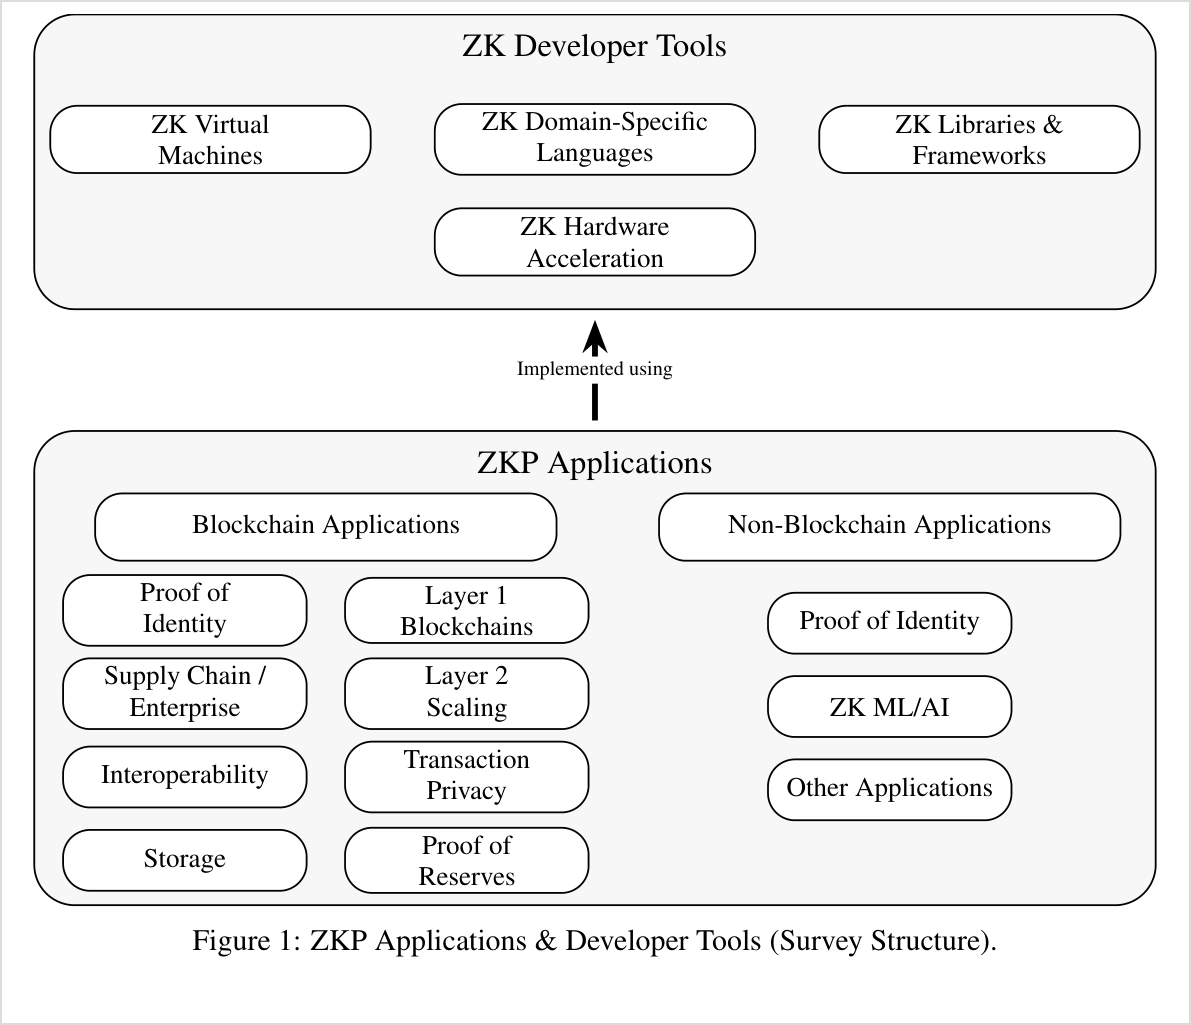 ZK Developer Tools
ZK Virtual
Machines
ZK Domain-Specific
Languages
ZK Libraries &
Frameworks
ZK Hardware
Acceleration
Implemented using
ZKP Applications
Blockchain Applications
Proof of
Identity
Layer 1
Blockchains
Supply Chain /
Enterprise
Layer 2
Scaling
Interoperability
Transaction
Privacy
Storage
Proof of
Reserves
Non-Blockchain Applications
Proof of Identity
ZK ML/AI
Other Applications
Figure 1: ZKP Applications & Developer Tools (Survey Structure).